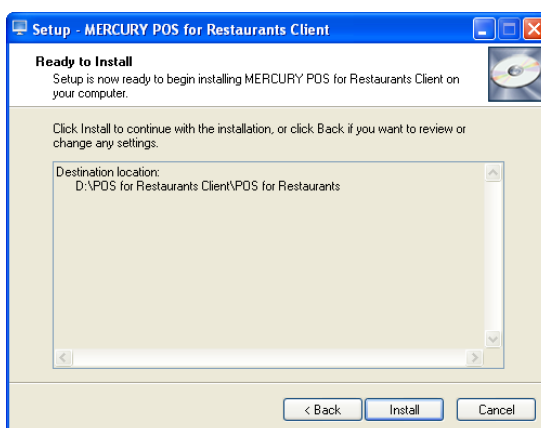 Setup - MERCURY POS for Restaurants Client
Ready to Install
Setup is now ready to begin installing MERCURY POS for Restaurants Client on
your computer.
Click Install to continue with the installation, or click Back if you want to review or
change any settings.
Destination location:
D:\POS for Restaurants Client\POS for Restaurants
< Back
Install
Cancel